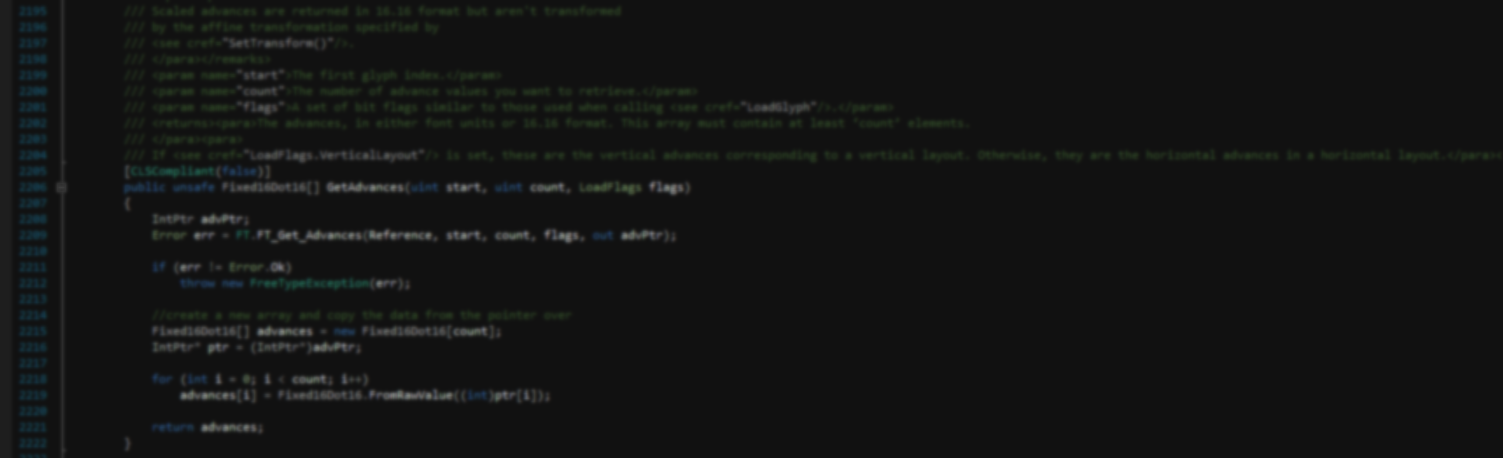 2195 /// Scaled advances are returned in 16.16 format but aren't transformed
2196 /// by the affine transformation specified by
2197 /// <see cref="SetTransform()"/>.
2198 /// </para></remarks>
2199 /// <param name="start">The first glyph index.</param>
2200 /// <param name="count">The number of advance values you want to retrieve.</param>
2201 /// <param name="flags">A set of bit flags similar to those used when calling <see cref="LoadGlyph"/>.</param>
2202 /// <returns><para>The advances, in either font units or 16.16 format. This array must contain at least ‘count’ elements.
2203 /// </para><para>
2204 /// If <see cref="LoadFlags.VerticalLayout"/> is set, these are the vertical advances corresponding to a vertical layout. Otherwise, they are the horizontal advances in a horizontal layout.</para>
2205 [CLSCompliant(false)]
2206 public unsafe Fixed16Dot16[] GetAdvances(uint start, uint count, LoadFlags flags)
2207 {
2208 IntPtr advPtr;
2209 Error err = FT.FT_Get_Advances(Reference, start, count, flags, out advPtr);
2210
2211 if (err != Error.Ok)
2212 throw new FreeTypeException(err);
2213
2214 //create a new array and copy the data from the pointer over
2215 Fixed16Dot16[] advances = new Fixed16Dot16[count];
2216 IntPtr* ptr = (IntPtr*)advPtr;
2217
2218 for (int i = 0; i < count; i++)
2219 advances[i] = Fixed16Dot16.FromRawValue((int)ptr[i]);
2220
2221 return advances;
2222 }